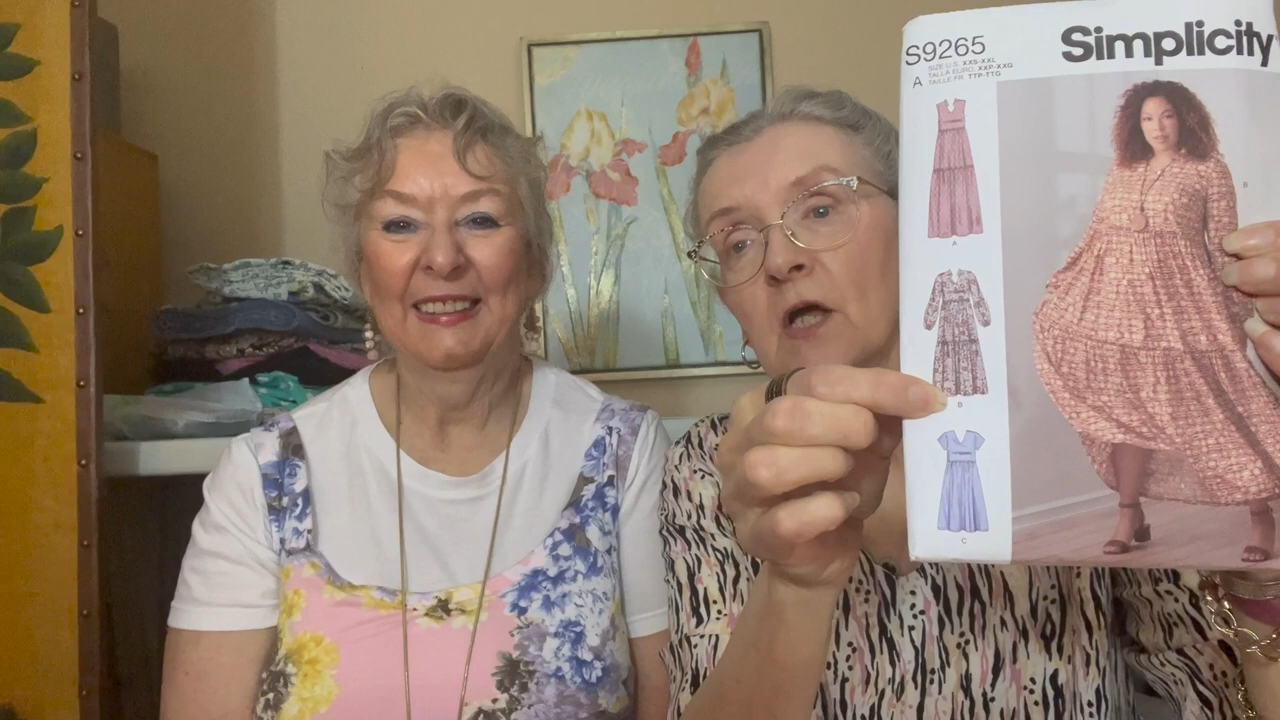 S9265
Simplicity
A
SIZE U.S. XXS-XXL
TALLA EURO. XXP-XXG
TAILLE FR. TTP-TTG
A
B
B
C